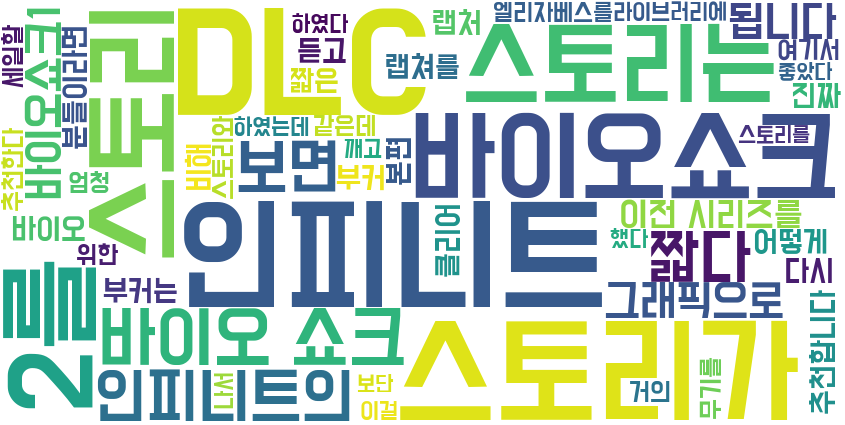 세일할
추천한다
바이오쇼크1
분들이라면
스토리
DLC
하였다
듣고
짧은
랩처
랩쳐를
엘리자베스를라이브러리에
됩니다
스토리는
여기서
좋았다
진짜
바이오
엄청
비해
스토리와
하였는데
같은데
보면
부커
깨고
본편
바이오쇼크
스토리를
위한
부커는
인피니트
클리어
이전 시리즈를
했다
짧다
어떻게
다시
2를
바이오 쇼크
그래픽으로
인피니트의
나서
보단
이걸
스토리가
거의
무기를
추천합니다